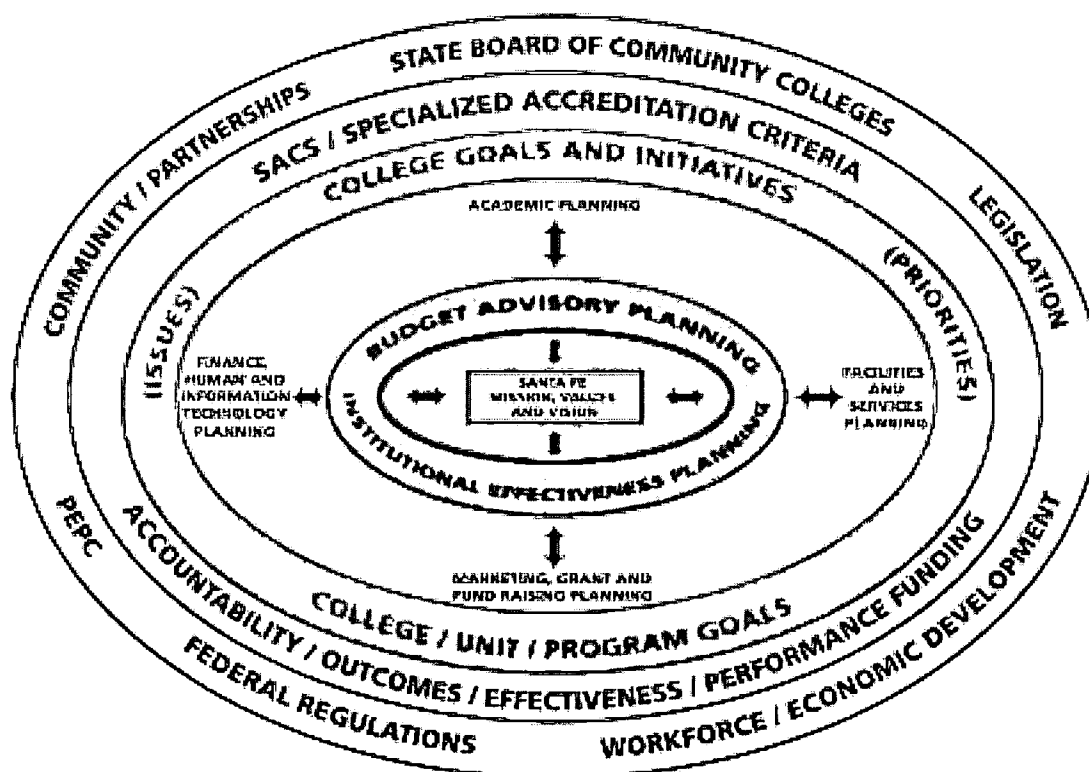 STATE BOARD OF COMMUNITY COLLEGES
COMMUNITY / PARTNERSHIPS
LEGISLATION
SACS / SPECIALIZED ACCREDITATION CRITERIA
COLLEGE GOALS AND INITIATIVES
(ISSUES)
(PRIORITIES)
ACADEMIC PLANNING
BUDGET ADVISORY PLANNING
FINANCE,
HUMAN AND
INFORMATION
TECHNOLOGY
PLANNING
SANTA FE
MISSION, VALUES
AND VISION
FACILITIES
AND
SERVICES
PLANNING
INSTITUTIONAL EFFECTIVENESS PLANNING
MARKETING, GRANT AND
FUND RAISING PLANNING
COLLEGE / UNIT / PROGRAM GOALS
ACCOUNTABILITY / OUTCOMES / EFFECTIVENESS / PERFORMANCE FUNDING
PEPC
FEDERAL REGULATIONS
WORKFORCE / ECONOMIC DEVELOPMENT